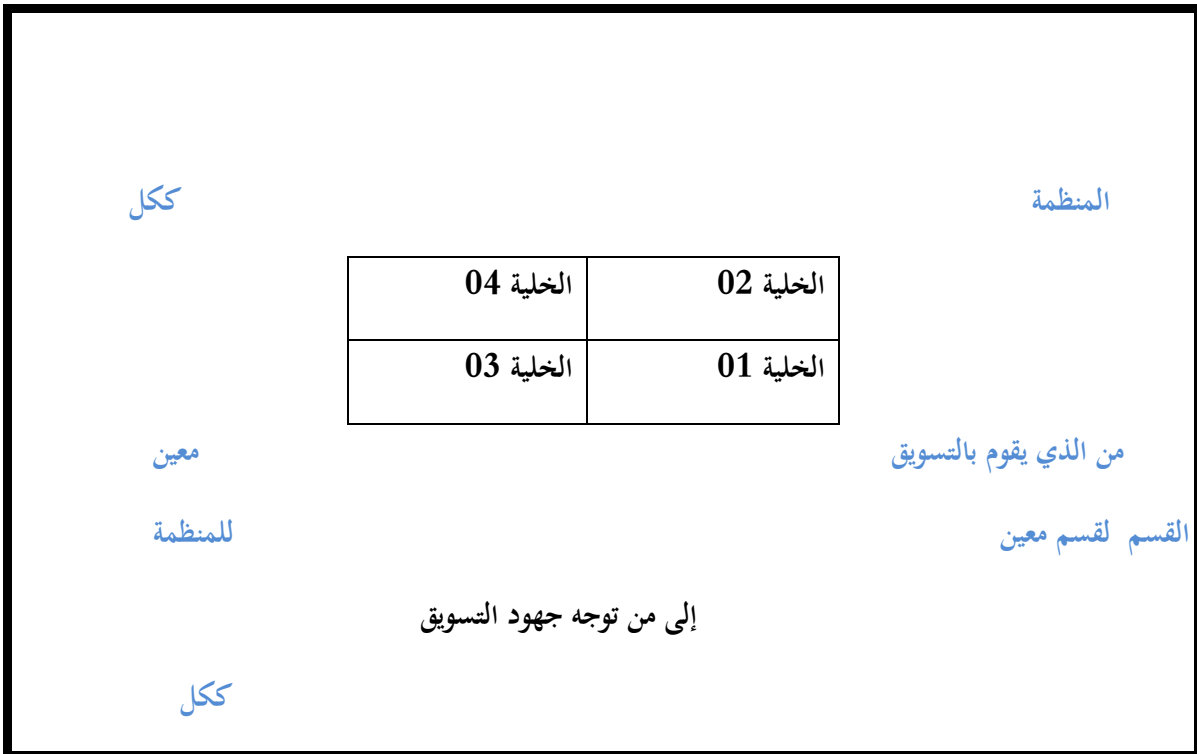 المنظمة ككل
الخلية 02 الخلية 04
الخلية 01 الخلية 03
من الذي يقوم بالتسويق معين
القسم لقسم معين للمنظمة
إلى من توجه جهود التسويق
ككل